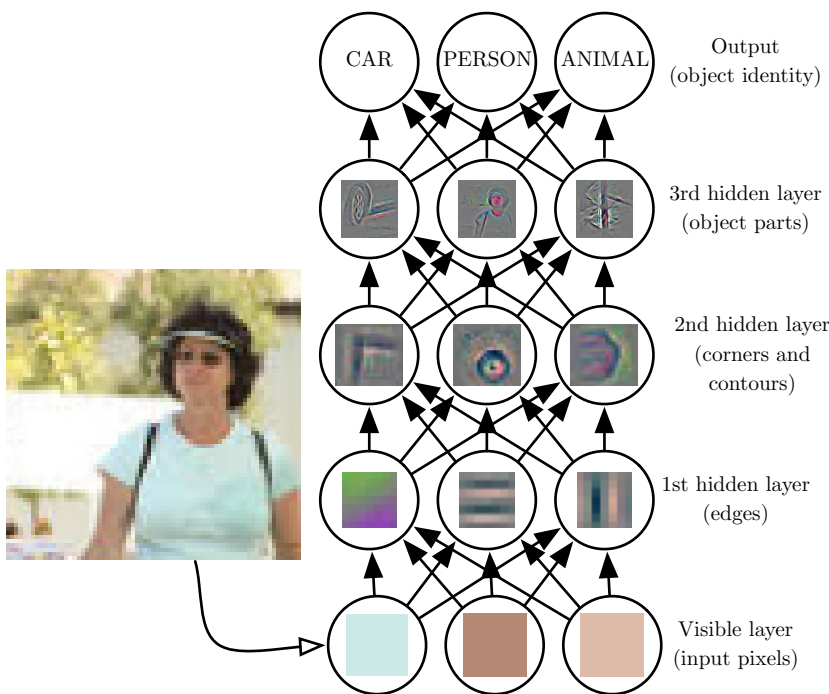 CAR
PERSON
ANIMAL
Output
(object identity)
3rd hidden layer
(object parts)
2nd hidden layer
(corners and
contours)
1st hidden layer
(edges)
Visible layer
(input pixels)